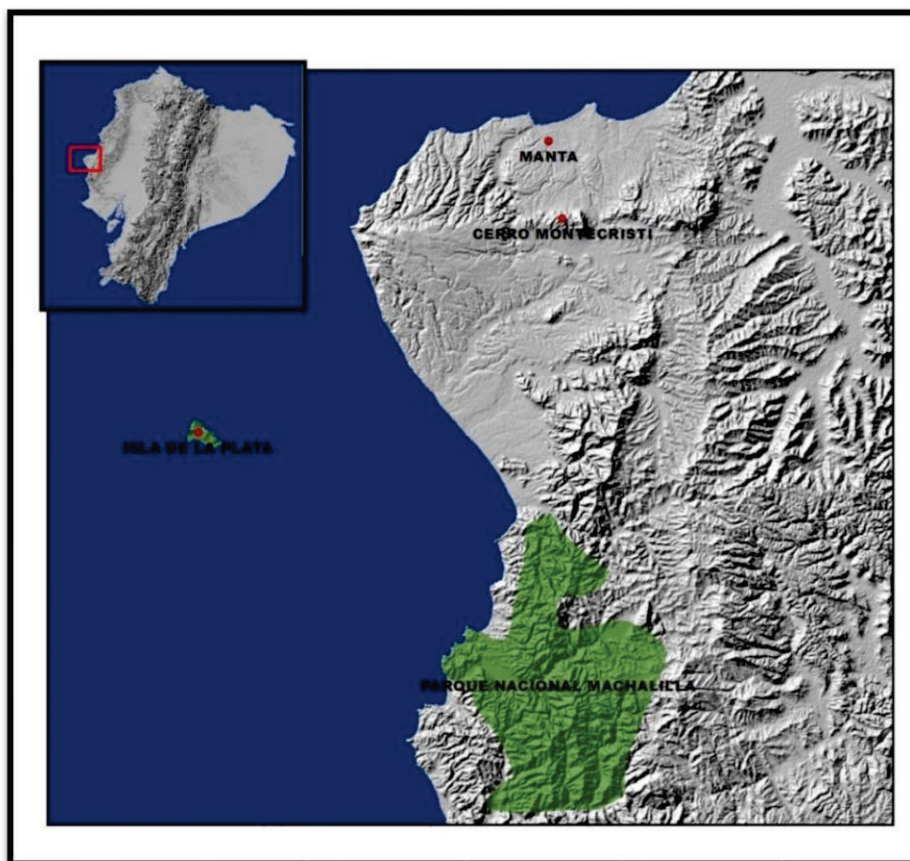 MANTA
CERRO MONTECRISTI
ISLA DE LA PLATA
PARQUE NACIONAL MACHALILLA